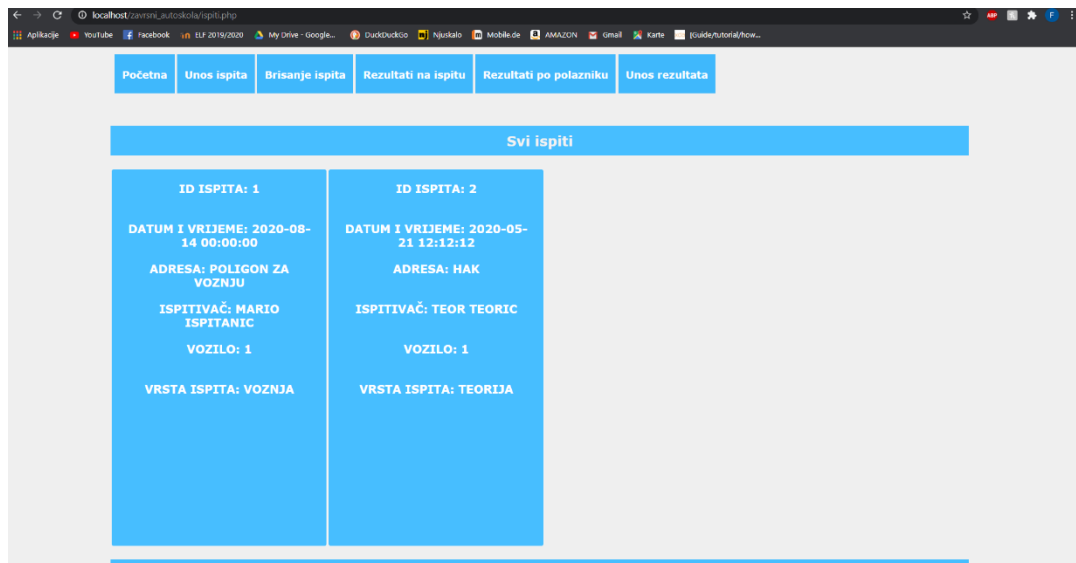 localhost/zavrsni_autoskola/ispiti.php
ABP F
Aplikacije YouTube Facebook ELF 2019/2020 My Drive - Google... DuckDuckGo Njuskalo Mobile.de AMAZON Gmail Karte [Guide/tutorial/how...
Početna Unos ispita Brisanje ispita Rezultati na ispitu Rezultati po polazniku Unos rezultata
Svi ispiti
ID ISPITA: 1
DATUM I VRIJEME: 2020-08-
14 00:00:00
ADRESA: POLIGON ZA
VOZNJU
ISPITIVAČ: MARIO
ISPITANIC
VOZILO: 1
VRSTA ISPITA: VOZNJA
ID ISPITA: 2
DATUM I VRIJEME: 2020-05-
21 12:12:12
ADRESA: HAK
ISPITIVAČ: TEOR TEORIC
VOZILO: 1
VRSTA ISPITA: TEORIJA